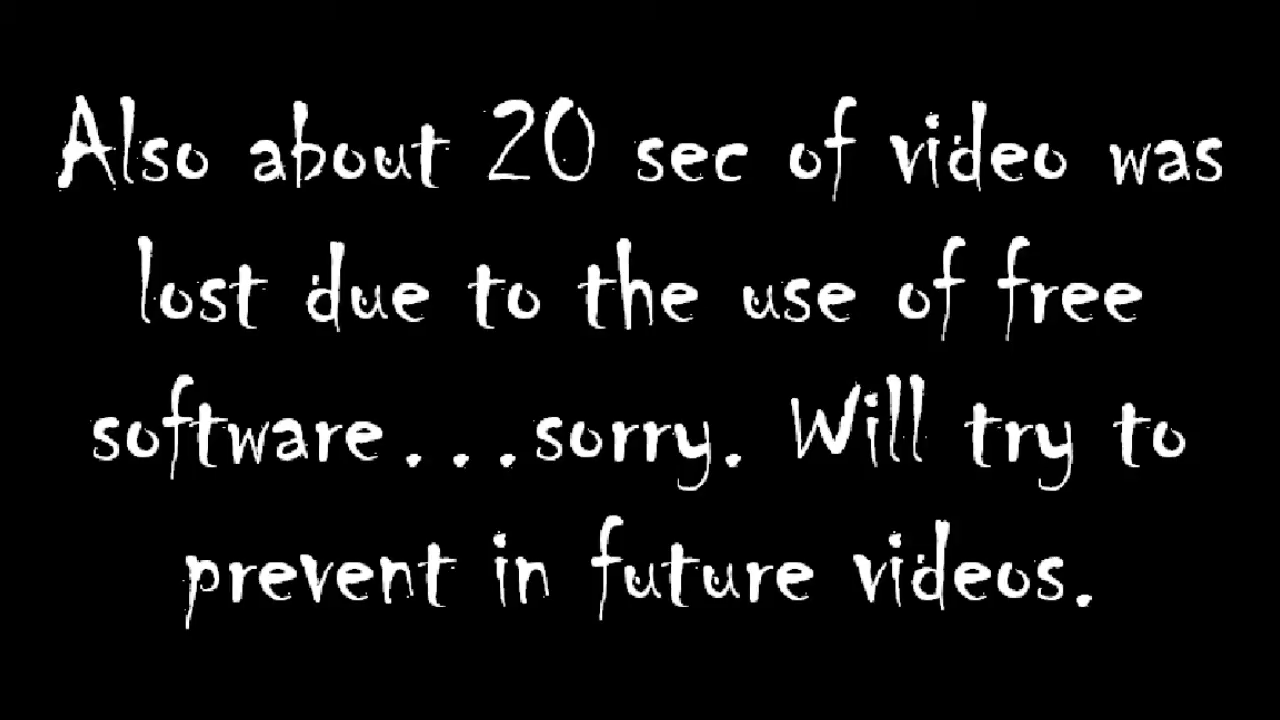 Also about 20 sec of video was
lost due to the use of free
software...sorry. Will try to
prevent in future videos.